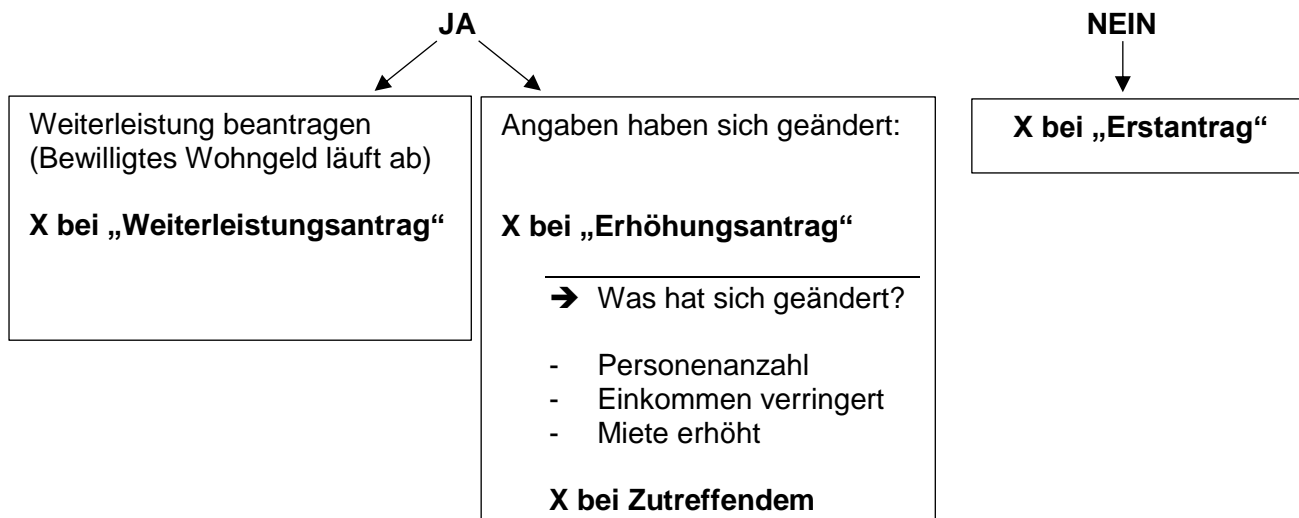 JA
NEIN
Weiterleistung beantragen
(Bewilligtes Wohngeld läuft ab)
X bei „Weiterleistungsantrag“
Angaben haben sich geändert:
X bei „Erhöhungsantrag“
➔ Was hat sich geändert?
- Personenanzahl
- Einkommen verringert
- Miete erhöht
X bei Zutreffendem
X bei „Erstantrag“